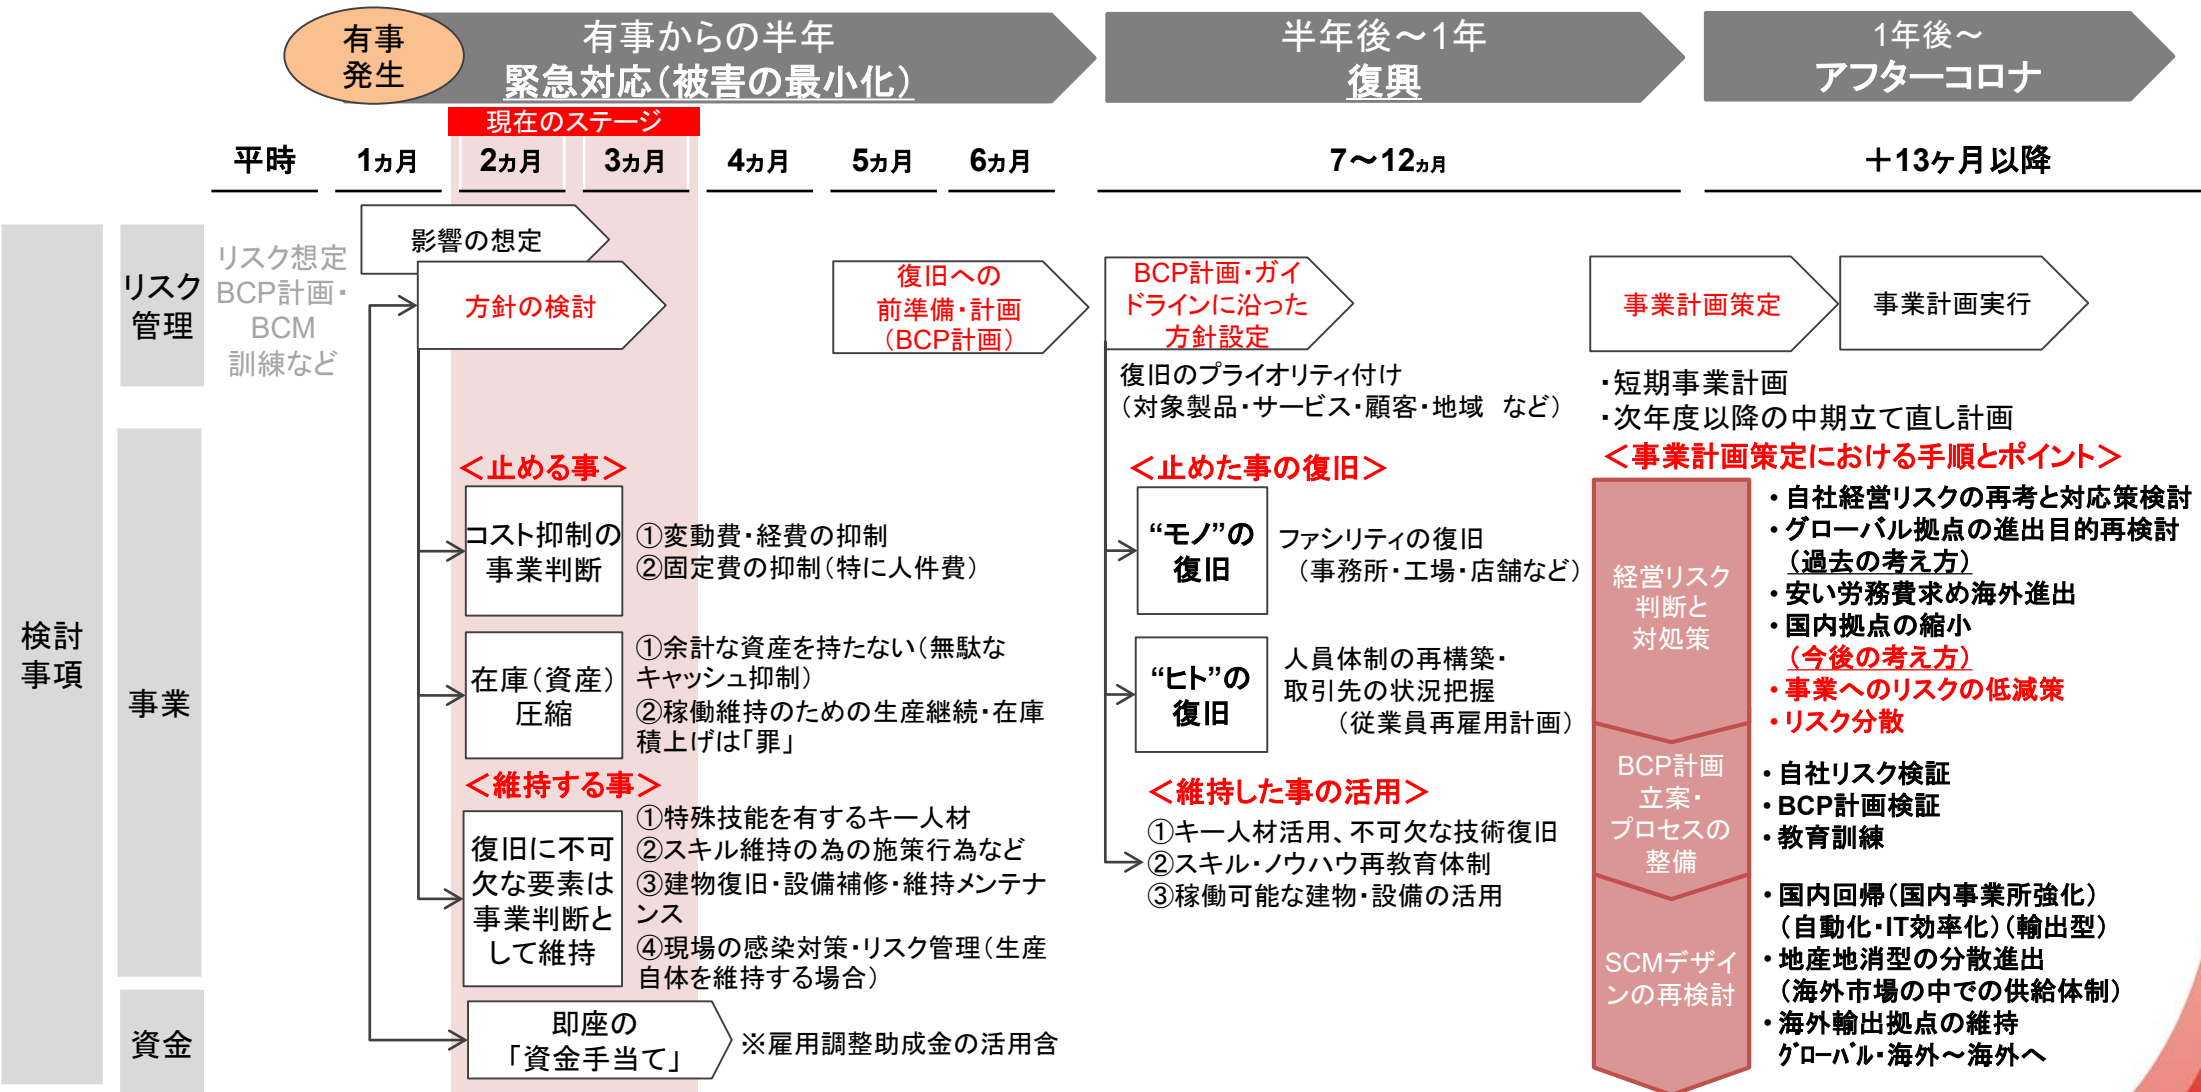 有事
発生
有事からの半年
緊急対応（被害の最小化）
半年後～1年
復興
1年後～
アフターコロナ
現在のステージ
平時
1ヵ月
2ヵ月
3ヵ月
4ヵ月
5ヵ月
6ヵ月
7～12ヵ月
＋13ヶ月以降
検討
事項
リスク
管理
リスク想定
BCP計画・
BCM
訓練など
影響の想定
方針の検討
復旧への
前準備・計画
（BCP計画）
BCP計画・ガイ
ドラインに沿った
方針設定
復旧のプライオリティ付け
（対象製品・サービス・顧客・地域 など）
事業計画策定
事業計画実行
・短期事業計画
・次年度以降の中期立て直し計画
事業
＜止める事＞
コスト抑制の
事業判断
①変動費・経費の抑制
②固定費の抑制（特に人件費）
在庫（資産）
圧縮
①余計な資産を持たない（無駄な
キャッシュ抑制）
②稼働維持のための生産継続・在庫
積上げは「罪」
＜維持する事＞
復旧に不可
欠な要素は
事業判断と
して維持
①特殊技能を有するキー人材
②スキル維持の為の施策行為など
③建物復旧・設備補修・維持メンテナ
ンス
④現場の感染対策・リスク管理（生産
自体を維持する場合）
＜止めた事の復旧＞
“モノ”の
復旧
ファシリティの復旧
（事務所・工場・店舗など）
“ヒト”の
復旧
人員体制の再構築・
取引先の状況把握
（従業員再雇用計画）
＜維持した事の活用＞
①キー人材活用、不可欠な技術復旧
②スキル・ノウハウ再教育体制
③稼働可能な建物・設備の活用
＜事業計画策定における手順とポイント＞
経営リスク
判断と
対処策
・自社経営リスクの再考と対応策検討
・グローバル拠点の進出目的再検討
（過去の考え方）
・安い労務費求め海外進出
・国内拠点の縮小
（今後の考え方）
・事業へのリスクの低減策
・リスク分散
BCP計画
立案・
プロセスの
整備
・自社リスク検証
・BCP計画検証
・教育訓練
SCMデザイ
ンの再検討
・国内回帰（国内事業所強化）
（自動化・IT効率化）（輸出型）
・地産地消型の分散進出
（海外市場の中での供給体制）
・海外輸出拠点の維持
ｸﾞﾛｰﾊﾞﾙ・海外～海外へ
資金
即座の
「資金手当て」
※雇用調整助成金の活用含